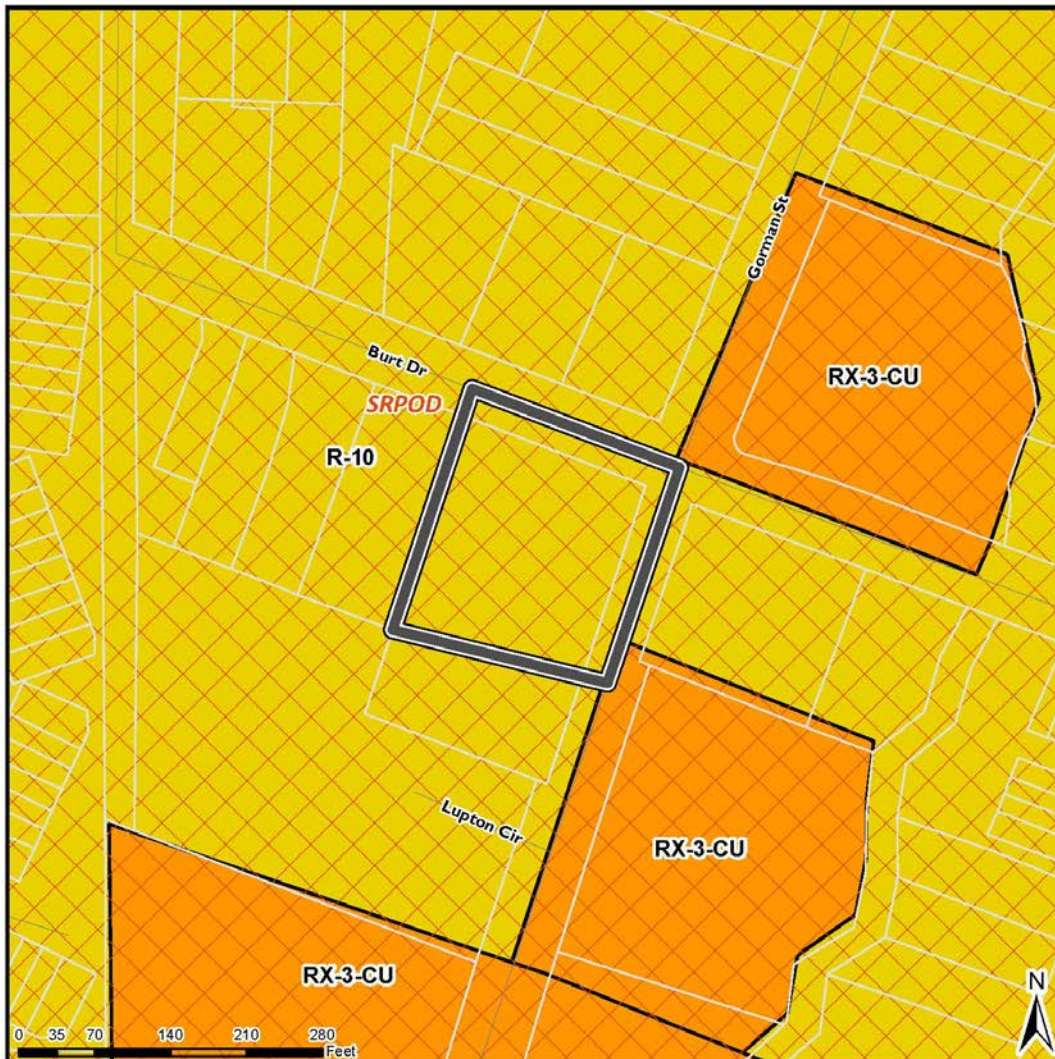 Gorman St
Burt Dr
RX-3-CU
SRPOD
R-10
Lupton Cir
RX-3-CU
RX-3-CU
N
0 35 70 140 210 280
Feet